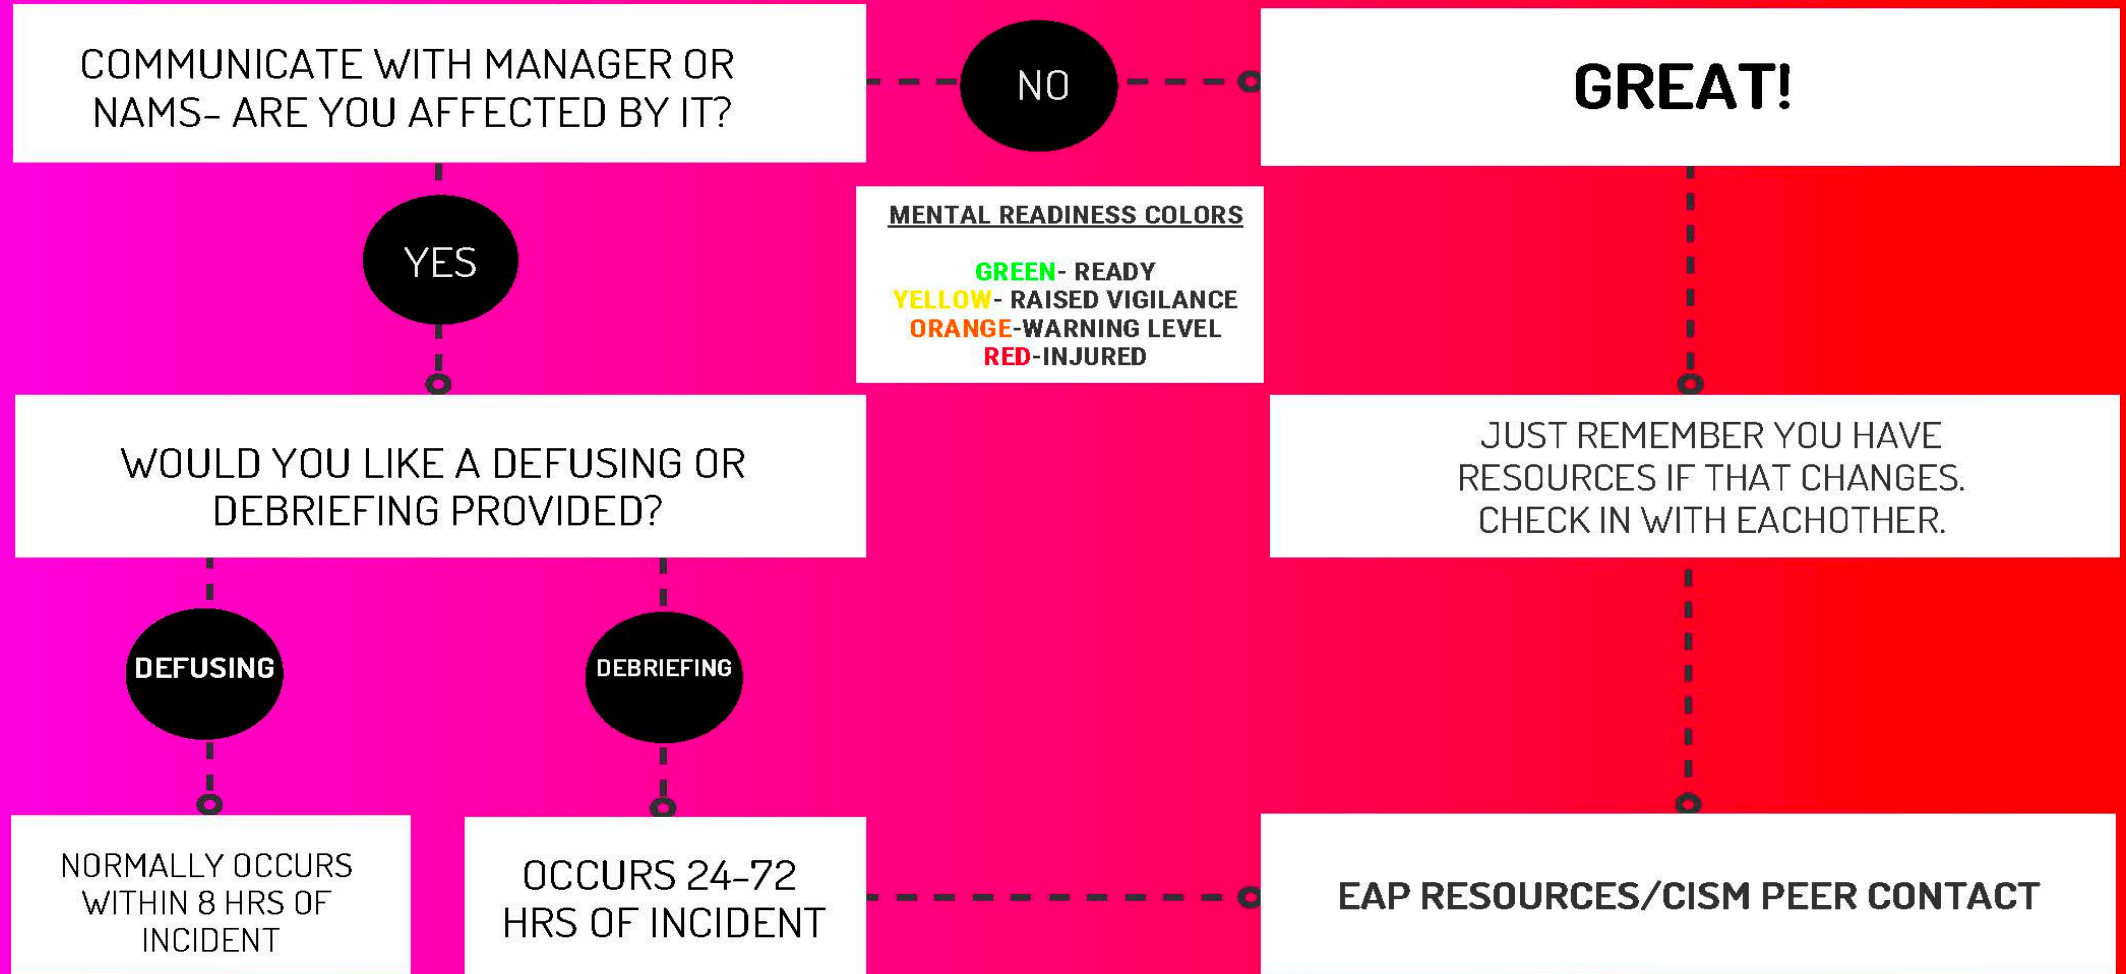 COMMUNICATE WITH MANAGER OR
NAMS- ARE YOU AFFECTED BY IT?
NO
GREAT!
YES
MENTAL READINESS COLORS
GREEN- READY
YELLOW- RAISED VIGILANCE
ORANGE-WARNING LEVEL
RED-INJURED
WOULD YOU LIKE A DEFUSING OR
DEBRIEFING PROVIDED?
JUST REMEMBER YOU HAVE
RESOURCES IF THAT CHANGES.
CHECK IN WITH EACHOTHER.
DEFUSING
DEBRIEFING
NORMALLY OCCURS
WITHIN 8 HRS OF
INCIDENT
OCCURS 24-72
HRS OF INCIDENT
EAP RESOURCES/CISM PEER CONTACT